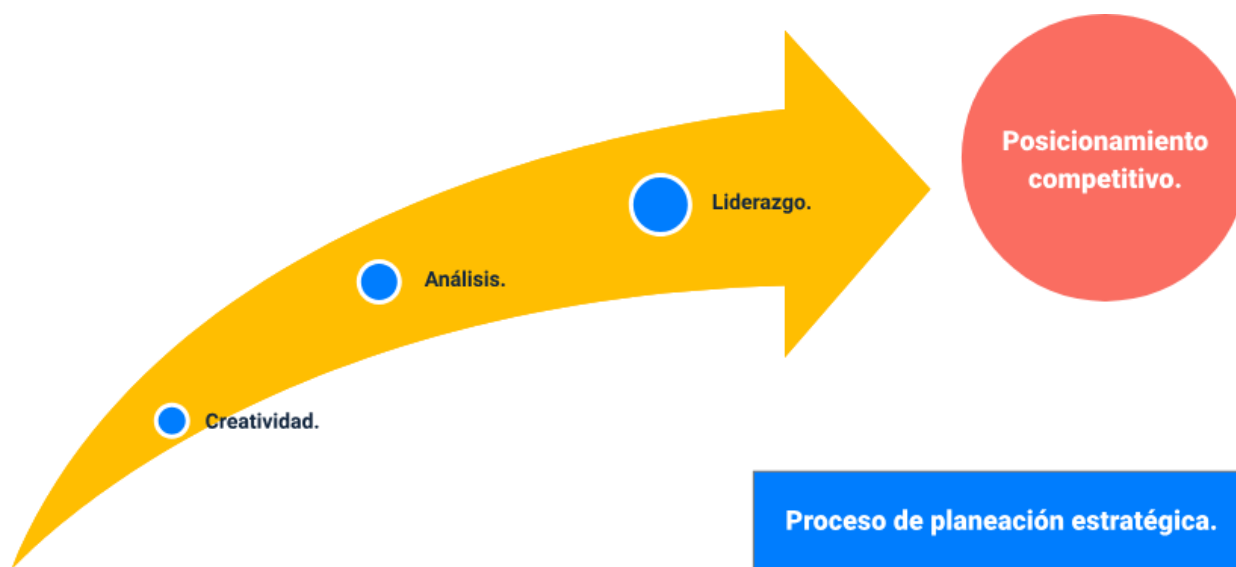 Posicionamiento
competitivo.
Liderazgo.
Análisis.
Creatividad.
Proceso de planeación estratégica.